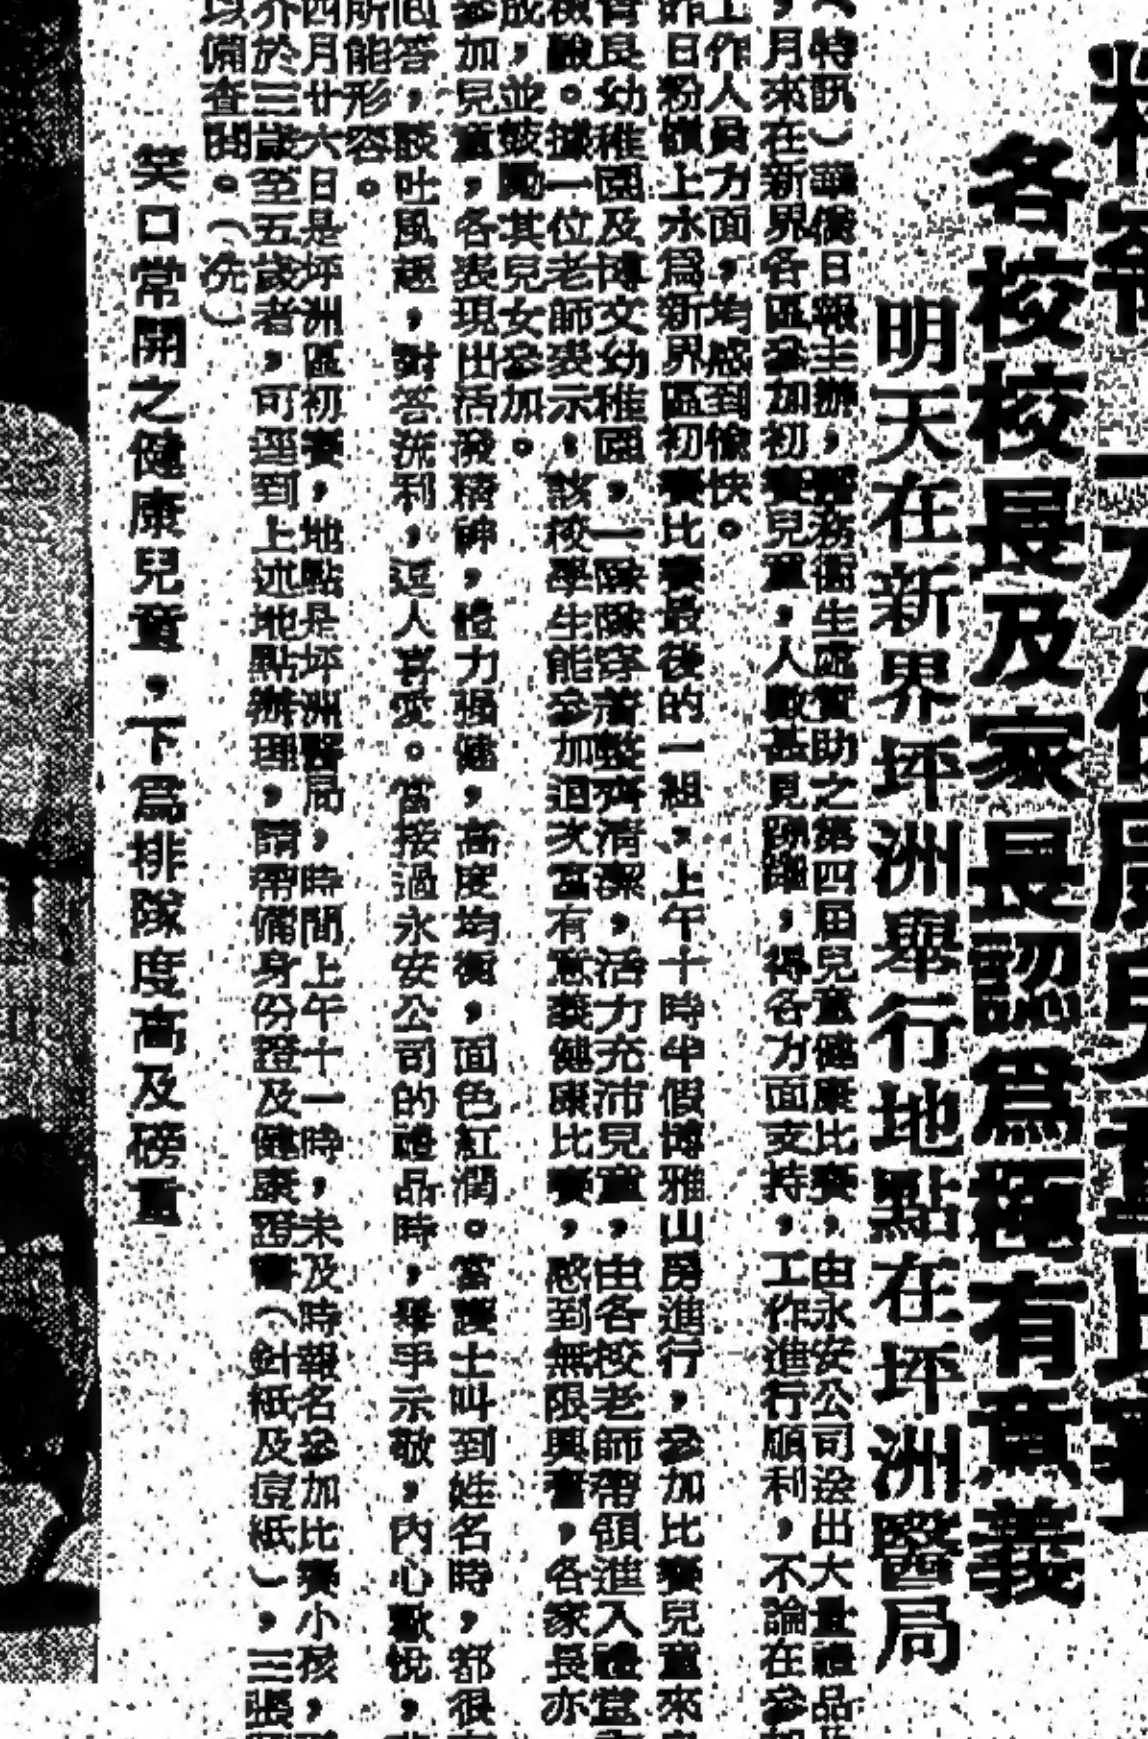 各校校長及家長認爲極有意義
明天在新界坪洲舉行地點在坪洲醫局
（特訊）華僑日報主辦，醫務衞生處贊助之第四屆兒童健康比賽，由永安公司送出大量禮品
，月來在新界各區參加初賽兒童，人數甚見踴躍，得各方面支持，工作進行順利，不論在參加
工作人員方面，均感到愉快。
昨日粉嶺上水爲新界區初賽比賽最後的一組，上午十時半假博雅山房進行，參加比賽兒童來
育良幼稚園及博文幼稚園，一隊隊穿着整齊清潔，活力充沛兒童，由各校老師帶領進入禮堂
檢驗。據一位老師表示，該校學生能參加這次富有意義健康比賽，感到無限興奮，各家長亦
成，並鼓勵其兒女參加。
參加兒童，各表現出活潑精神，體力強健，高度均衡，面色紅潤。當護士叫到姓名時，都很
回答，談吐風趣，對答流利，逗人喜愛。當接過永安公司的禮品時，舉手示敬，內心歡悅，非
所能形容。
四月廿六日是坪洲區初賽，地點是坪洲醫局，時間上午十一時，未及時報名參加比賽小孩，
介於三歲至五歲者，可逕到上述地點辦理，請帶備身份證及健康證書（針紙及痘紙），三張
以備查閱。（冼）
笑口常開之健康兒童，下爲排隊度高及磅重